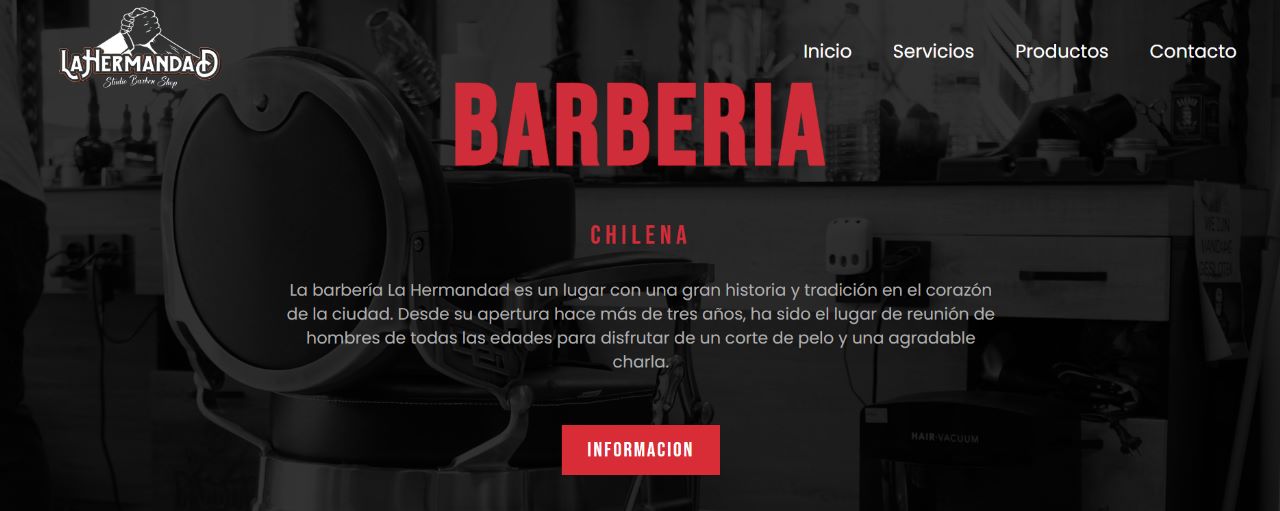 LA HERMANDAD
Studio Barber Shop
Inicio Servicios Productos Contacto
BARBERIA
CHILENA
La barbería La Hermandad es un lugar con una gran historia y tradición en el corazón
de la ciudad. Desde su apertura hace más de tres años, ha sido el lugar de reunión de
hombres de todas las edades para disfrutar de un corte de pelo y una agradable
charla.
INFORMACION
HAIR·VACUUM